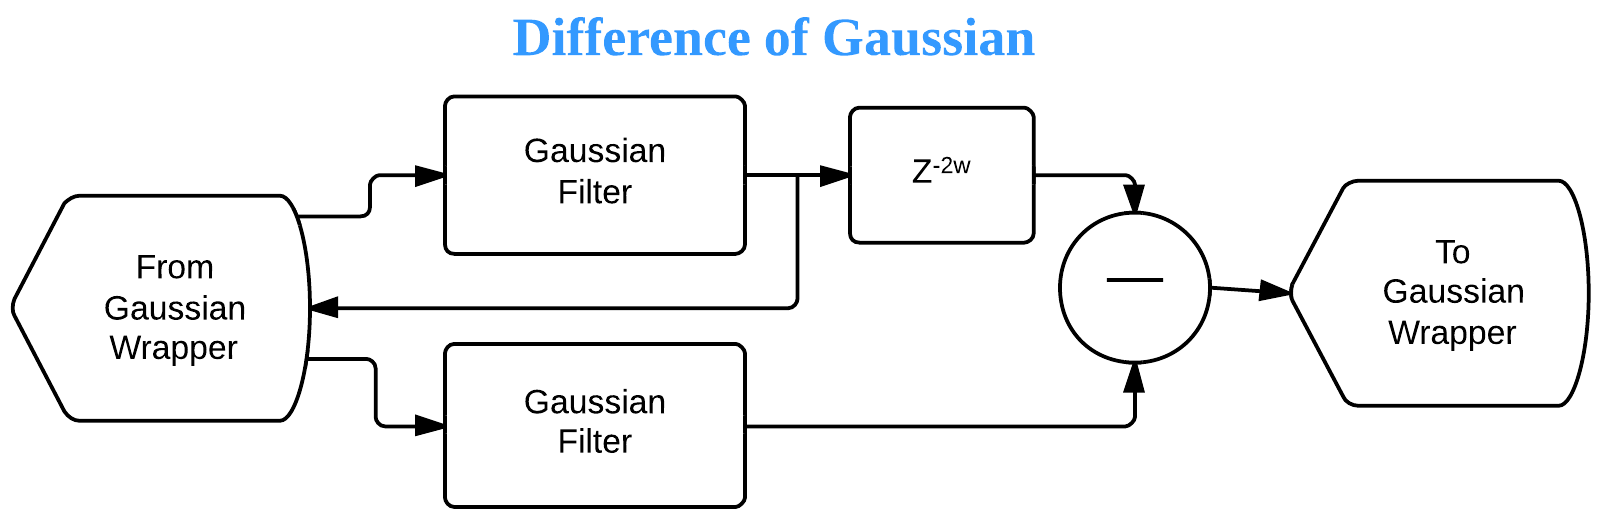 Difference of Gaussian
Gaussian
Filter
Z-2w
From
Gaussian
Wrapper
To
Gaussian
Wrapper
—
Gaussian
Filter